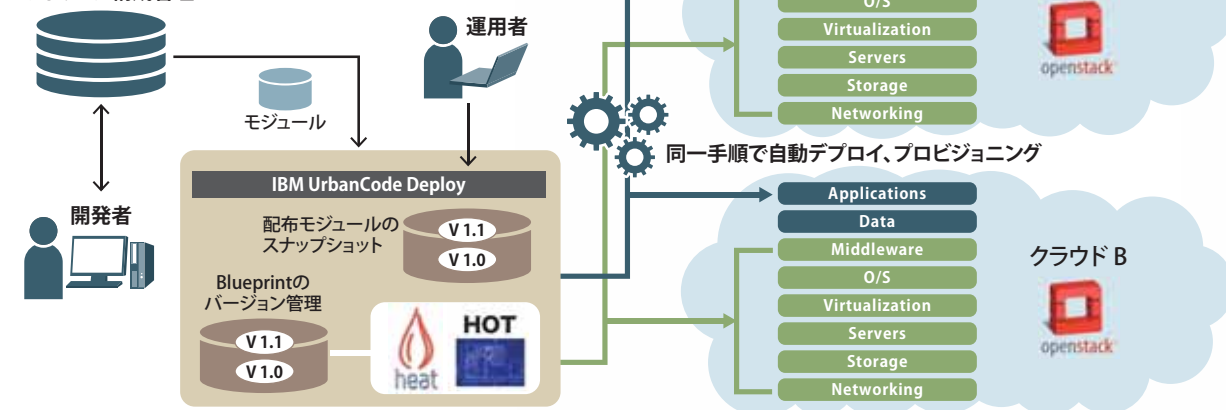 運用者
モジュール
開発者
IBM UrbanCode Deploy
配布モジュールの
スナップショット
V 1.1
V 1.0
Blueprintの
バージョン管理
V 1.1
V 1.0
heat
HOT
O/S
Virtualization
Servers
Storage
Networking
openstack
同一手順で自動デプロイ、プロビジョニング
Applications
Data
Middleware
O/S
Virtualization
Servers
Storage
Networking
クラウド B
openstack